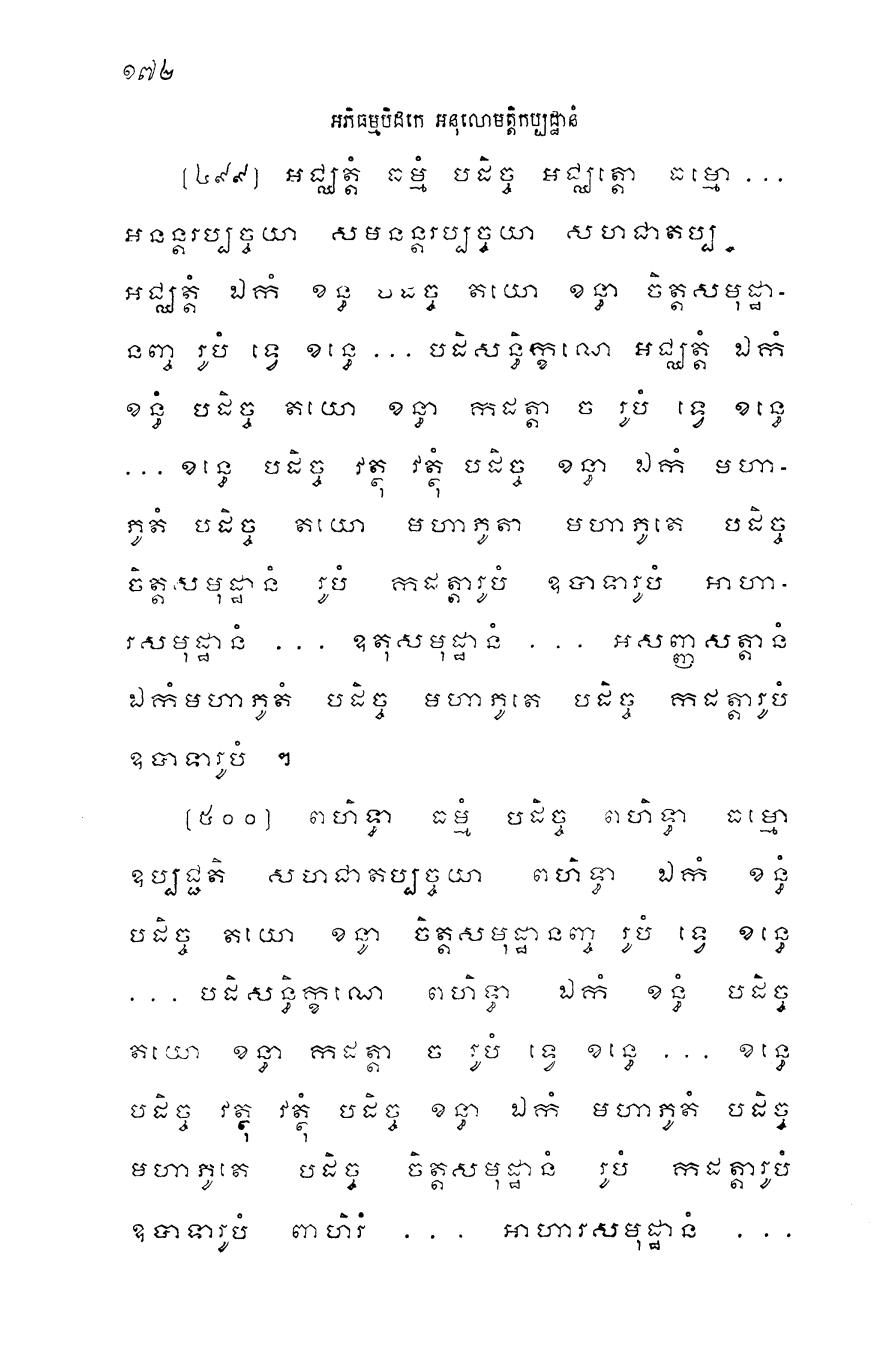 ១៧២
អភិធម្មបិដកេ អនុលោមត្តិកប្បដ្ឋានំ
[៤៩៩] អជ្ឈត្តំ ធម្មំ បដិច្ច អជ្ឈត្តោ ធម្មោ ...
អនន្តរប្បច្ចយា សមនន្តរប្បច្ចយា សហជាតប្ប
អជ្ឈត្តំ ឯកំ ខន្ធ បដិច្ច តយោ ខន្ធា ចិត្តសមុដ្ឋា-
នញ្ច រូបំ ទ្វេ ខន្ធេ ... បដិសន្ធិក្ខណេ អជ្ឈត្តំ ឯកំ
ខន្ធំ បដិច្ច តយោ ខន្ធា កដត្តា ច រូបំ ទ្វេ ខន្ធេ
... ខន្ធេ បដិច្ច វត្ថុ វត្ថុំ បដិច្ច ខន្ធា ឯកំ មហា-
ភូតំ បដិច្ច តយោ មហាភូតា មហាភូតេ បដិច្ច
ចិត្តសមុដ្ឋានំ រូបំ កដត្តារូបំ ឧបាទារូបំ អាហា-
រសមុដ្ឋានំ ... ឧតុសមុដ្ឋានំ ... អសញ្ញសត្តានំ
ឯកំមហាភូតំ បដិច្ច មហាភូតេ បដិច្ច កដត្តារូបំ
ឧបាទារូបំ ។
[៥០០] ពហិទ្ធា ធម្មំ បដិច្ច ពហិទ្ធា ធម្មោ
ឧប្បជ្ជតិ សហជាតប្បច្ចយា ពហិទ្ធា ឯកំ ខន្ធំ
បដិច្ច តយោ ខន្ធា ចិត្តសមុដ្ឋានញ្ច រូបំ ទ្វេ ខន្ធេ
... បដិសន្ធិក្ខណេ ពហិទ្ធា ឯកំ ខន្ធំ បដិច្ច
តយោ ខន្ធា កដត្តា ច រូបំ ទ្វេ ខន្ធេ ... ខន្ធេ
បដិច្ច វត្ថុ វត្ថុំ បដិច្ច ខន្ធា ឯកំ មហាភូតំ បដិច្ច
មហាភូតេ បដិច្ច ចិត្តសមុដ្ឋានំ រូបំ កដត្តារូបំ
ឧបាទារូបំ ពាហិរំ ... អាហារសមុដ្ឋានំ ...